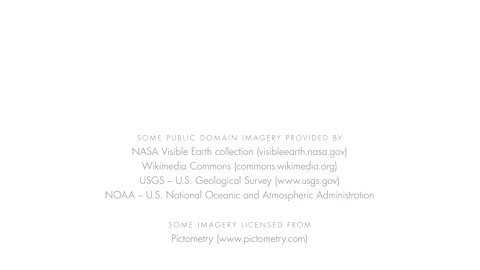 SOME PUBLIC DOMAIN IMAGERY PROVIDED BY
NASA Visible Earth collection (visibleearth.nasa.gov)
Wikimedia Commons (commons.wikimedia.org)
USGS – U.S. Geological Survey (www.usgs.gov)
NOAA – U.S. National Oceanic and Atmospheric Administration
SOME IMAGERY LICENSED FROM
Pictometry (www.pictometry.com)